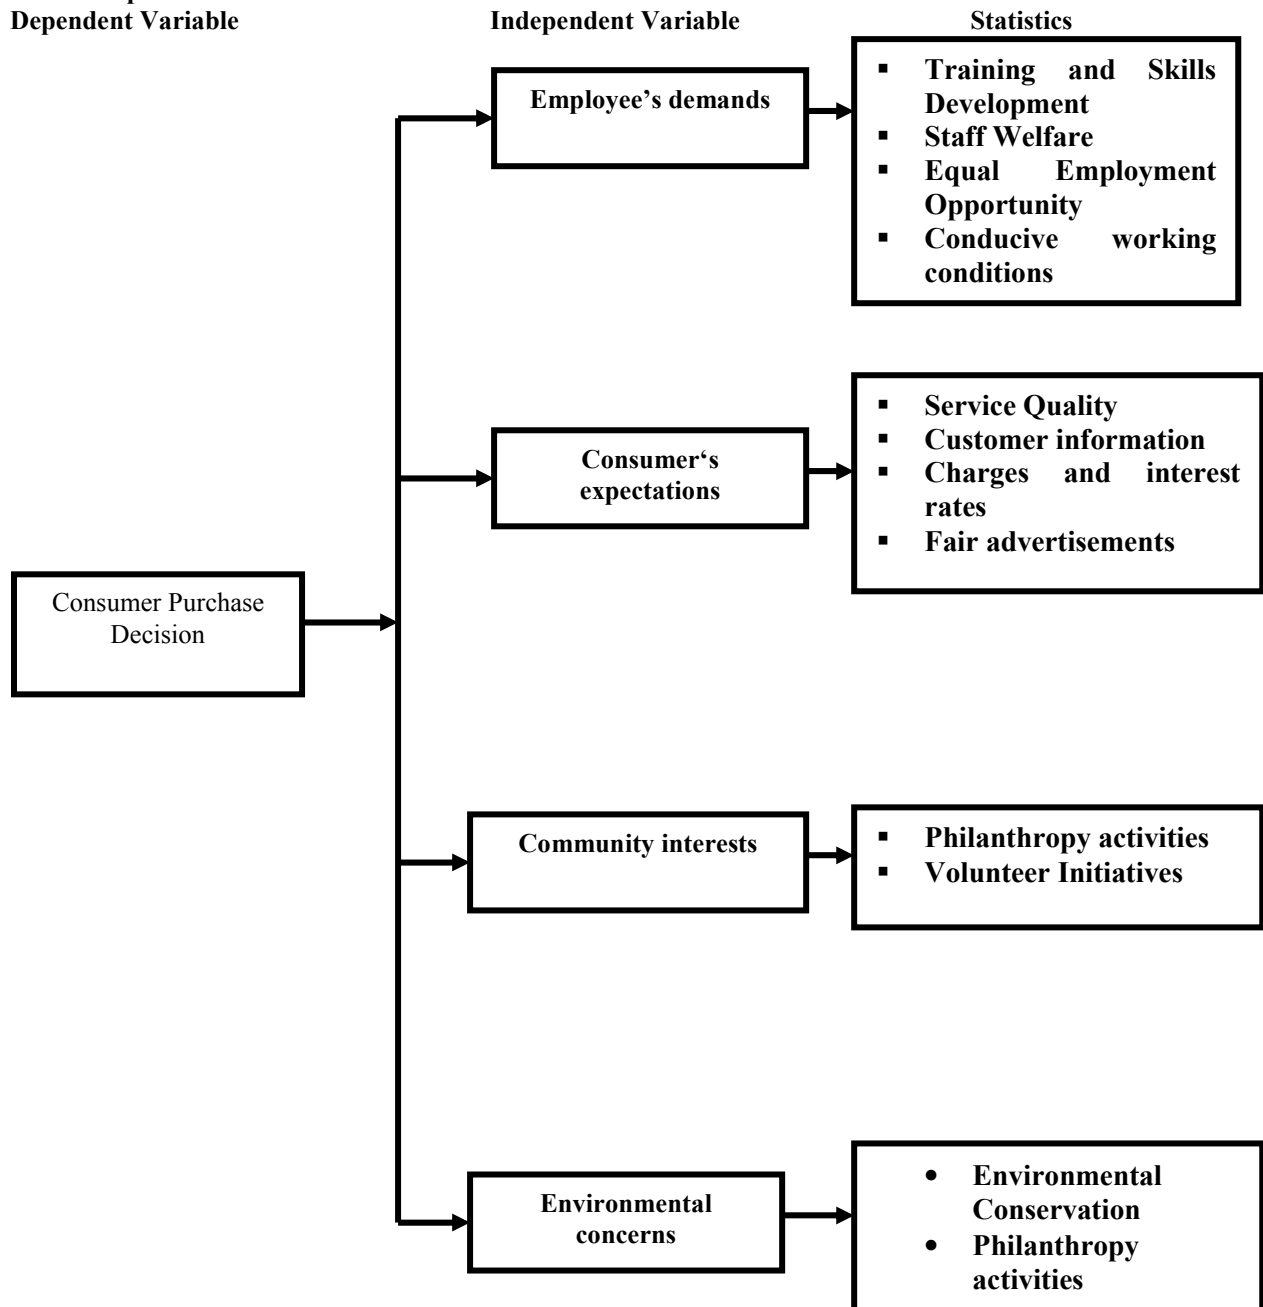 Dependent Variable Independent Variable Statistics
Employee's demands
▪ Training and Skills
Development
▪ Staff Welfare
▪ Equal Employment
Opportunity
▪ Conducive working
conditions
Consumer‘s
expectations
▪ Service Quality
▪ Customer information
▪ Charges and interest
rates
▪ Fair advertisements
Consumer Purchase
Decision
Community interests
▪ Philanthropy activities
▪ Volunteer Initiatives
Environmental
concerns
• Environmental
Conservation
• Philanthropy
activities